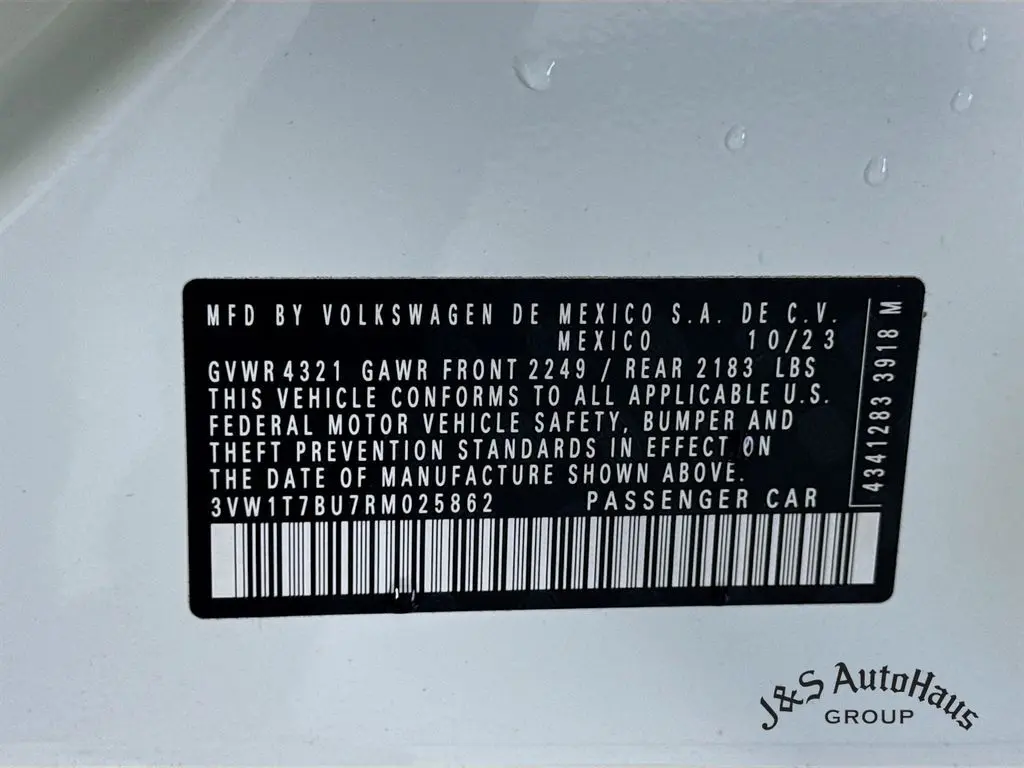 MFD BY VOLKSWAGEN DE MEXICO S.A. DE C.V.
MEXICO 10/23
GVWR 4321 GAWR FRONT 2249 / REAR 2183 LBS
THIS VEHICLE CONFORMS TO ALL APPLICABLE U.S.
FEDERAL MOTOR VEHICLE SAFETY, BUMPER AND
THEFT PREVENTION STANDARDS IN EFFECT ON
THE DATE OF MANUFACTURE SHOWN ABOVE.
3VW1T7BU7RM025862 PASSENGER CAR
4341283 3918 M
J&S AutoHaus
GROUP